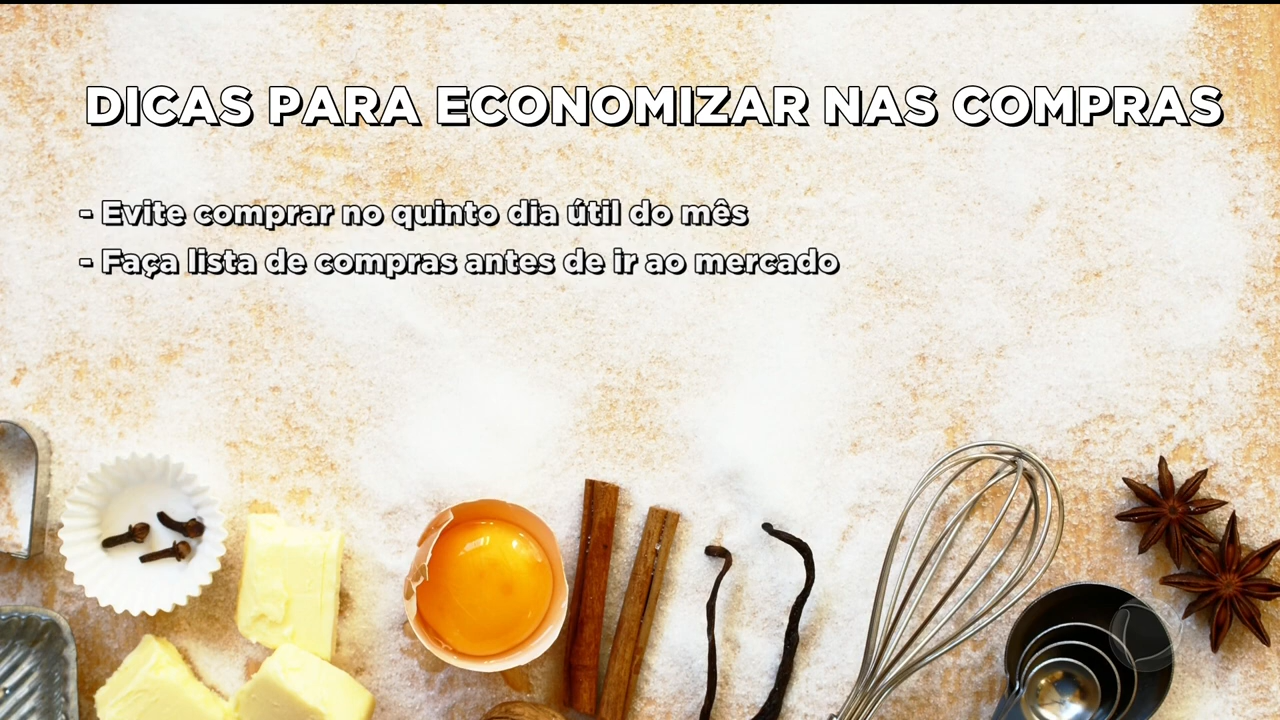 DICAS PARA ECONOMIZAR NAS COMPRAS
- Evite comprar no quinto dia útil do mês
- Faça lista de compras antes de ir ao mercado